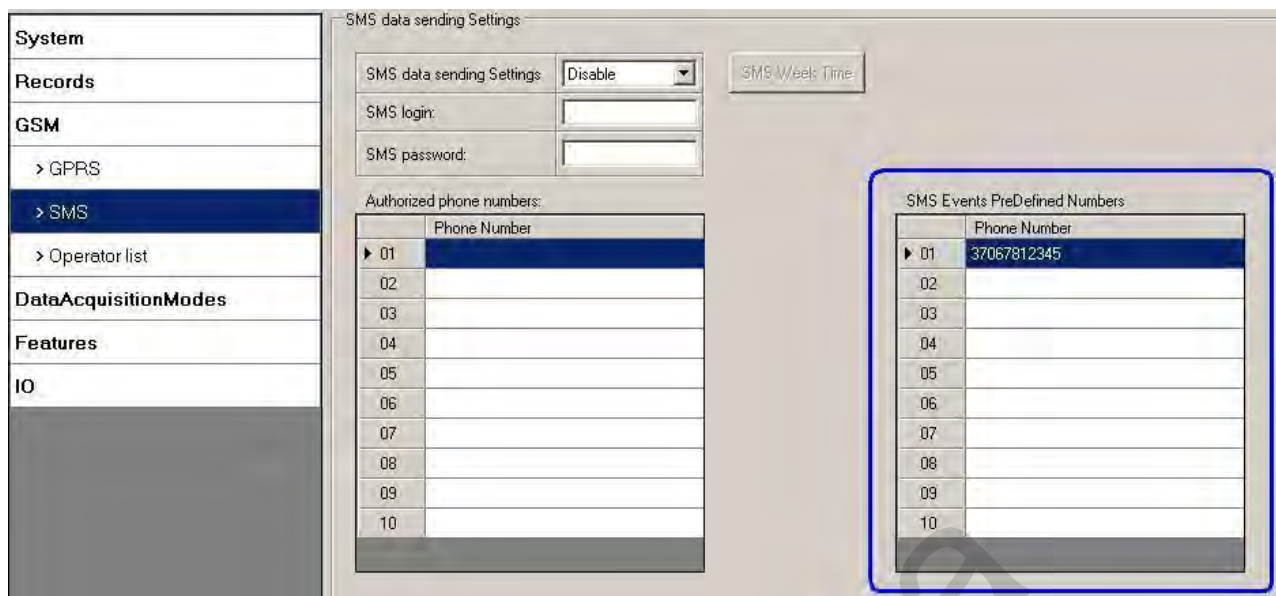 System
Records
GSM
> GPRS
> SMS
> Operator list
DataAcquisitionModes
Features
IO
SMS data sending Settings
SMS data sending Settings Disable
SMS Week Time
SMS login:
SMS password:
Authorized phone numbers:
Phone Number
01
02
03
04
05
06
07
08
09
10
SMS Events PreDefined Numbers
Phone Number
01 37067812345
02
03
04
05
06
07
08
09
10